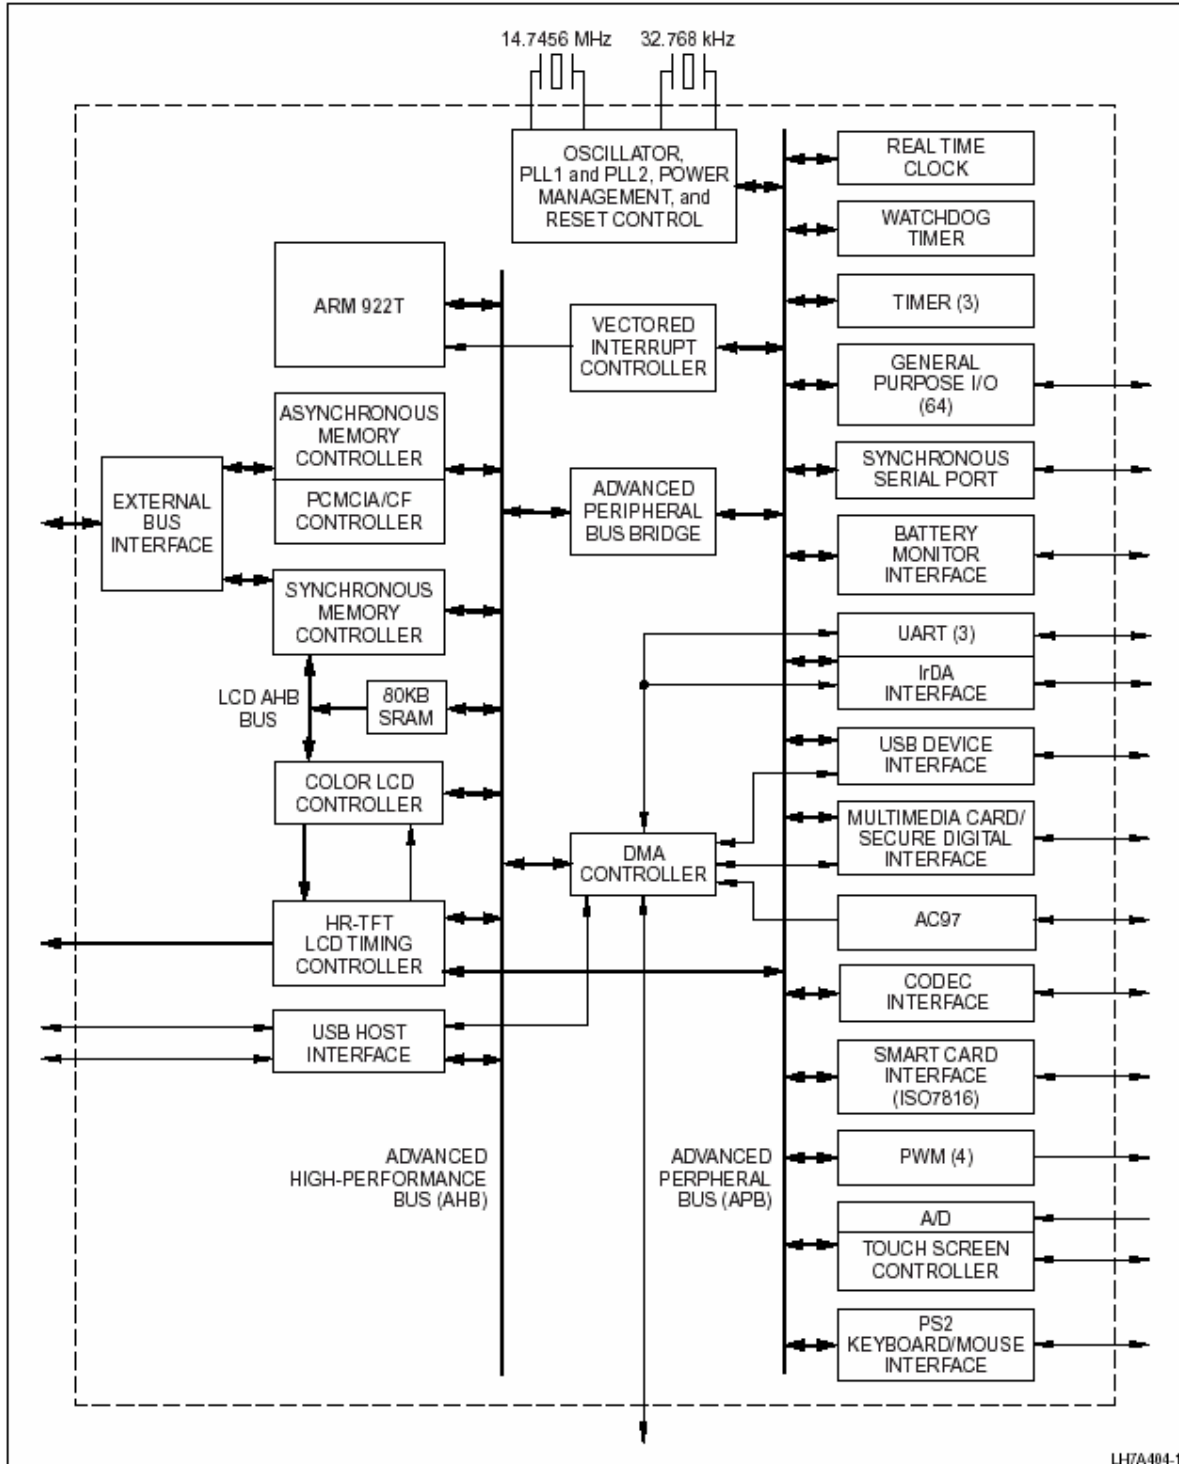 14.7456 MHz
32.768 kHz
OSCILLATOR,
PLL1 and PLL2, POWER
MANAGEMENT, and
RESET CONTROL
REAL TIME
CLOCK
WATCHDOG
TIMER
ARM 922T
VECTORED
INTERRUPT
CONTROLLER
TIMER (3)
GENERAL
PURPOSE I/O
(64)
ASYNCHRONOUS
MEMORY
CONTROLLER
PCMCIA/CF
CONTROLLER
EXTERNAL
BUS
INTERFACE
ADVANCED
PERIPHERAL
BUS BRIDGE
SYNCHRONOUS
SERIAL PORT
BATTERY
MONITOR
INTERFACE
SYNCHRONOUS
MEMORY
CONTROLLER
UART (3)
IrDA
INTERFACE
LCD AHB
BUS
80KB
SRAM
USB DEVICE
INTERFACE
COLOR LCD
CONTROLLER
DMA
CONTROLLER
MULTIMEDIA CARD/
SECURE DIGITAL
INTERFACE
HR-TFT
LCD TIMING
CONTROLLER
AC97
CODEC
INTERFACE
USB HOST
INTERFACE
SMART CARD
INTERFACE
(ISO7816)
ADVANCED
HIGH-PERFORMANCE
BUS (AHB)
ADVANCED
PERPHERAL
BUS (APB)
PWM (4)
A/D
TOUCH SCREEN
CONTROLLER
PS2
KEYBOARD/MOUSE
INTERFACE
LH7A404-1